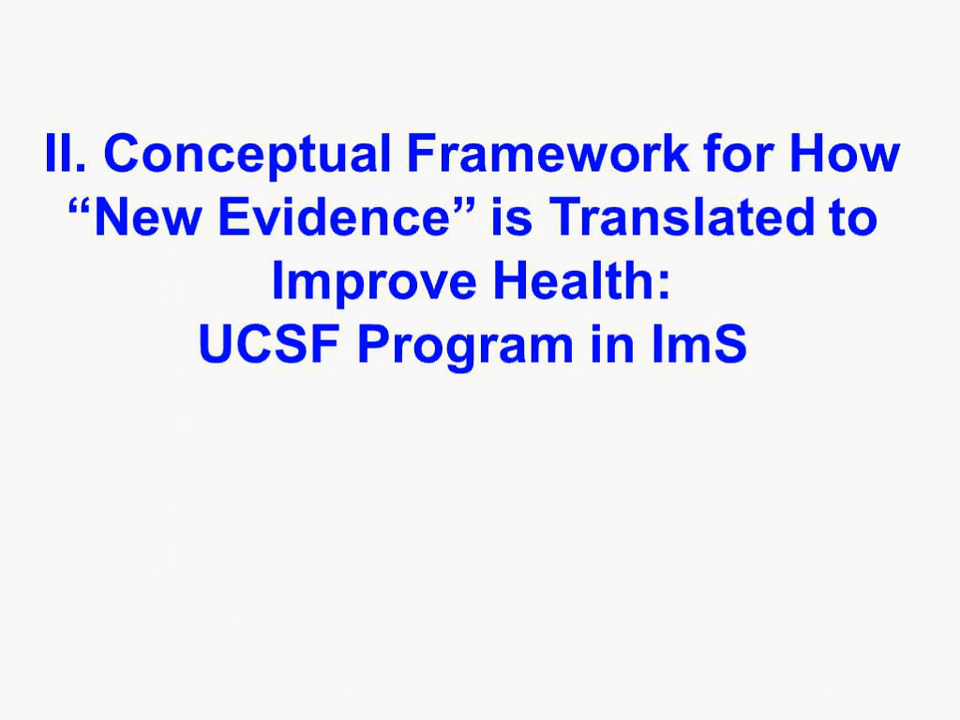 II. Conceptual Framework for How
“New Evidence” is Translated to
Improve Health:
UCSF Program in ImS